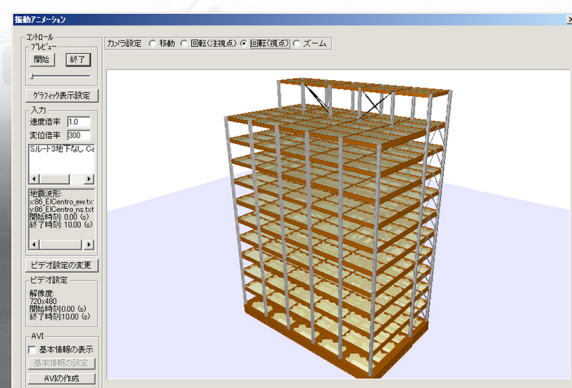 振動アニメーション
コントロール
プレビュー
開始 終了
カメラ設定 移動 回転(注視点) 回転(視点) ズーム
グラフィック表示設定
入力
速度倍率 1.0
変位倍率 300
Sルート3地下なし Ca
地震波形:
x:86_ElCentro_ew.tx
y:86_ElCentro_ns.txt
開始時刻: 0.00 (s)
終了時刻: 10.00 (s)
ビデオ設定の変更
ビデオ設定
解像度:
720x480
開始時刻:0.00 (s)
終了時刻:10.00 (s)
AVI
基本情報の表示
基本情報の設定
AVIの作成